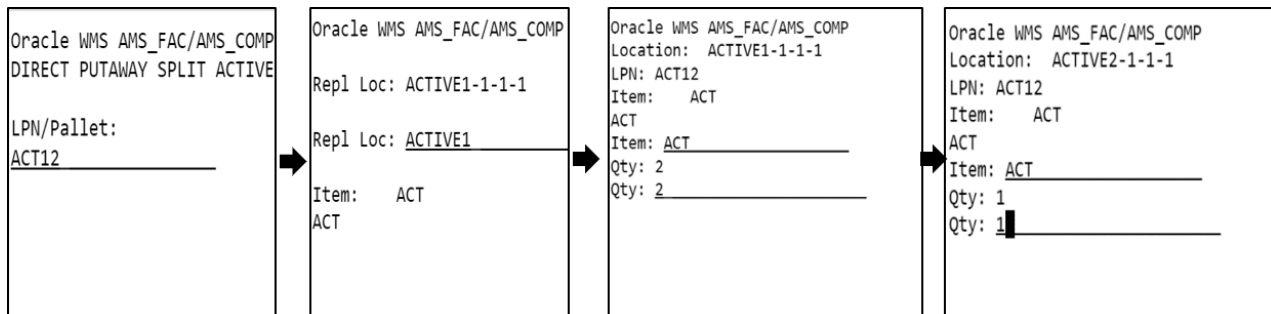 Oracle WMS AMS_FAC/AMS_COMP
DIRECT PUTAWAY SPLIT ACTIVE
LPN/Pallet:
ACT12
Oracle WMS AMS_FAC/AMS_COMP
Repl Loc: ACTIVE1-1-1-1
Repl Loc: ACTIVE1
Item: ACT
ACT
Oracle WMS AMS_FAC/AMS_COMP
Location: ACTIVE1-1-1-1
LPN: ACT12
Item: ACT
ACT
Item: ACT
Qty: 2
Qty: 2
Oracle WMS AMS_FAC/AMS_COMP
Location: ACTIVE2-1-1-1
LPN: ACT12
Item: ACT
ACT
Item: ACT
Qty: 1
Qty: 1